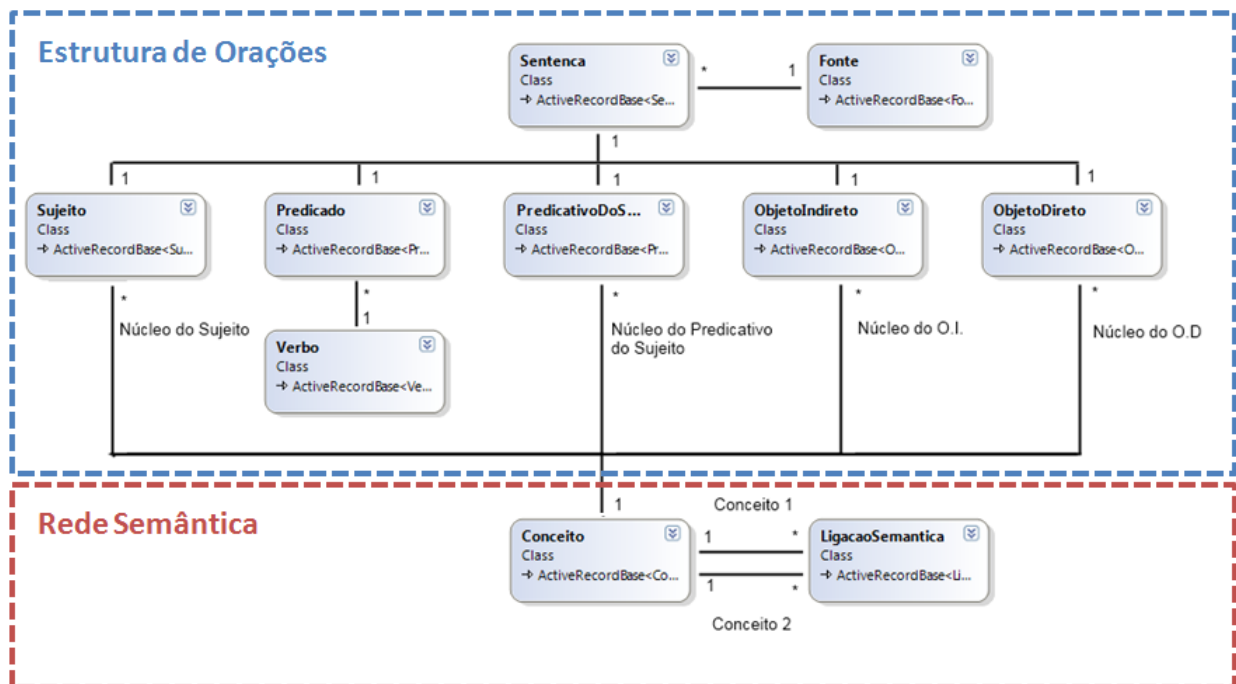 Estrutura de Orações
Sentenca
Class
ActiveRecordBase<Se...
* 1
Fonte
Class
ActiveRecordBase<Fo...
1
1 1 1 1 1
Sujeito
Class
ActiveRecordBase<Su...
Predicado
Class
ActiveRecordBase<Pr...
PredicativoDoS...
Class
ActiveRecordBase<Pr...
ObjetoIndireto
Class
ActiveRecordBase<O...
ObjetoDireto
Class
ActiveRecordBase<O...
*
Núcleo do Sujeito
*
1
Verbo
Class
ActiveRecordBase<Ve...
*
Núcleo do Predicativo
do Sujeito
*
Núcleo do O.I.
*
Núcleo do O.D
Rede Semântica
1
Conceito 1
Conceito
Class
ActiveRecordBase<Co...
1 *
1 *
LigacaoSemantica
Class
ActiveRecordBase<Li...
Conceito 2